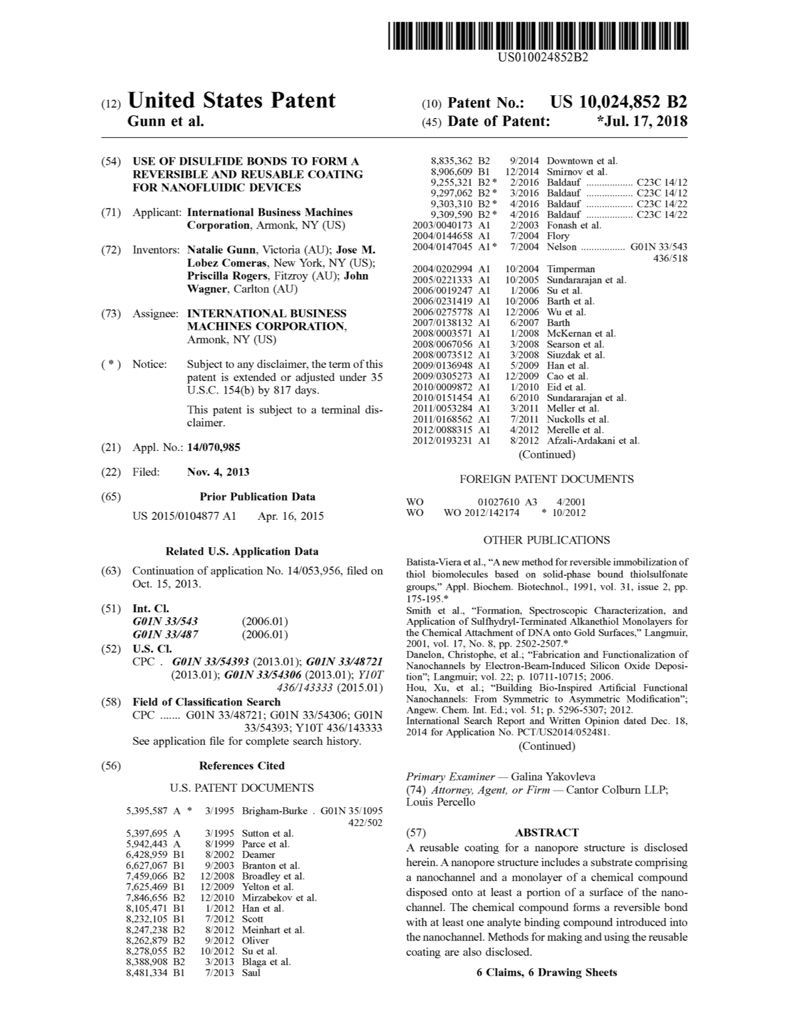 US010024852B2
(12) United States Patent
Gunn et al.
(10) Patent No.: US 10,024,852 B2
(45) Date of Patent: *Jul. 17, 2018
(54) USE OF DISULFIDE BONDS TO FORM A
REVERSIBLE AND REUSABLE COATING
FOR NANOFLUIDIC DEVICES
(71) Applicant: International Business Machines
Corporation, Armonk, NY (US)
(72) Inventors: Natalie Gunn, Victoria (AU); Jose M.
Lobez Comeras, New York, NY (US);
Priscilla Rogers, Fitzroy (AU); John
Wagner, Carlton (AU)
(73) Assignee: INTERNATIONAL BUSINESS
MACHINES CORPORATION,
Armonk, NY (US)
( * ) Notice: Subject to any disclaimer, the term of this
patent is extended or adjusted under 35
U.S.C. 154(b) by 817 days.
This patent is subject to a terminal dis-
claimer.
(21) Appl. No.: 14/070,985
(22) Filed: Nov. 4, 2013
(65) Prior Publication Data
US 2015/0104877 A1 Apr. 16, 2015
Related U.S. Application Data
(63) Continuation of application No. 14/053,956, filed on
Oct. 15, 2013.
(51) Int. Cl.
G01N 33/543 (2006.01)
G01N 33/487 (2006.01)
(52) U.S. Cl.
CPC . G01N 33/54393 (2013.01); G01N 33/48721
(2013.01); G01N 33/54306 (2013.01); Y10T
436/143333 (2015.01)
(58) Field of Classification Search
CPC ....... G01N 33/48721; G01N 33/54306; G01N
33/54393; Y10T 436/143333
See application file for complete search history.
(56) References Cited
U.S. PATENT DOCUMENTS
5,395,587 A * 3/1995 Brigham-Burke . G01N 35/1095
422/502
5,397,695 A 3/1995 Sutton et al.
5,942,443 A 8/1999 Parce et al.
6,428,959 B1 8/2002 Deamer
6,627,067 B1 9/2003 Branton et al.
7,459,066 B2 12/2008 Broadley et al.
7,625,469 B1 12/2009 Yelton et al.
7,846,656 B2 12/2010 Mirzabekov et al.
8,105,471 B1 1/2012 Han et al.
8,232,105 B1 7/2012 Scott
8,247,238 B2 8/2012 Meinhart et al.
8,262,879 B2 9/2012 Oliver
8,278,055 B2 10/2012 Su et al.
8,388,908 B2 3/2013 Blaga et al.
8,481,334 B1 7/2013 Saul
8,835,362 B2 9/2014 Downtown et al.
8,906,609 B1 12/2014 Smirnov et al.
9,255,321 B2 * 2/2016 Baldauf ................. C23C 14/12
9,297,062 B2 * 3/2016 Baldauf ................. C23C 14/12
9,303,310 B2 * 4/2016 Baldauf ................. C23C 14/22
9,309,590 B2 * 4/2016 Baldauf ................. C23C 14/22
2003/0040173 A1 2/2003 Fonash et al.
2004/0144658 A1 7/2004 Flory
2004/0147045 A1 * 7/2004 Nelson ................ G01N 33/543
436/518
2004/0202994 A1 10/2004 Timperman
2005/0221333 A1 10/2005 Sundararajan et al.
2006/0019247 A1 1/2006 Su et al.
2006/0231419 A1 10/2006 Barth et al.
2006/0275778 A1 12/2006 Wu et al.
2007/0138132 A1 6/2007 Barth
2008/0003571 A1 1/2008 McKernan et al.
2008/0067056 A1 3/2008 Searson et al.
2008/0073512 A1 3/2008 Siuzdak et al.
2009/0136948 A1 5/2009 Han et al.
2009/0305273 A1 12/2009 Cao et al.
2010/0009872 A1 1/2010 Eid et al.
2010/0151454 A1 6/2010 Sundararajan et al.
2011/0053284 A1 3/2011 Meller et al.
2011/0168562 A1 7/2011 Nuckolls et al.
2012/0088315 A1 4/2012 Merelle et al.
2012/0193231 A1 8/2012 Afzali-Ardakani et al.
(Continued)
FOREIGN PATENT DOCUMENTS
WO 01027610 A3 4/2001
WO WO 2012/142174 * 10/2012
OTHER PUBLICATIONS
Batista-Viera et al., “A new method for reversible immobilization of
thiol biomolecules based on solid-phase bound thiolsulfonate
groups,” Appl. Biochem. Biotechnol., 1991, vol. 31, issue 2, pp.
175-195.*
Smith et al., “Formation, Spectroscopic Characterization, and
Application of Sulfhydryl-Terminated Alkanethiol Monolayers for
the Chemical Attachment of DNA onto Gold Surfaces,” Langmuir,
2001, vol. 17, No. 8, pp. 2502-2507.*
Danelon, Christophe, et al.; “Fabrication and Functionalization of
Nanochannels by Electron-Beam-Induced Silicon Oxide Deposi-
tion”; Langmuir; vol. 22; p. 10711-10715; 2006.
Hou, Xu, et al.; “Building Bio-Inspired Artificial Functional
Nanochannels: From Symmetric to Asymmetric Modification”;
Angew. Chem. Int. Ed.; vol. 51; p. 5296-5307; 2012.
International Search Report and Written Opinion dated Dec. 18,
2014 for Application No. PCT/US2014/052481.
(Continued)
Primary Examiner — Galina Yakovleva
(74) Attorney, Agent, or Firm — Cantor Colburn LLP;
Louis Percello
(57) ABSTRACT
A reusable coating for a nanopore structure is disclosed
herein. A nanopore structure includes a substrate comprising
a nanochannel and a monolayer of a chemical compound
disposed onto at least a portion of a surface of the nano-
channel. The chemical compound forms a reversible bond
with at least one analyte binding compound introduced into
the nanochannel. Methods for making and using the reusable
coating are also disclosed.
6 Claims, 6 Drawing Sheets